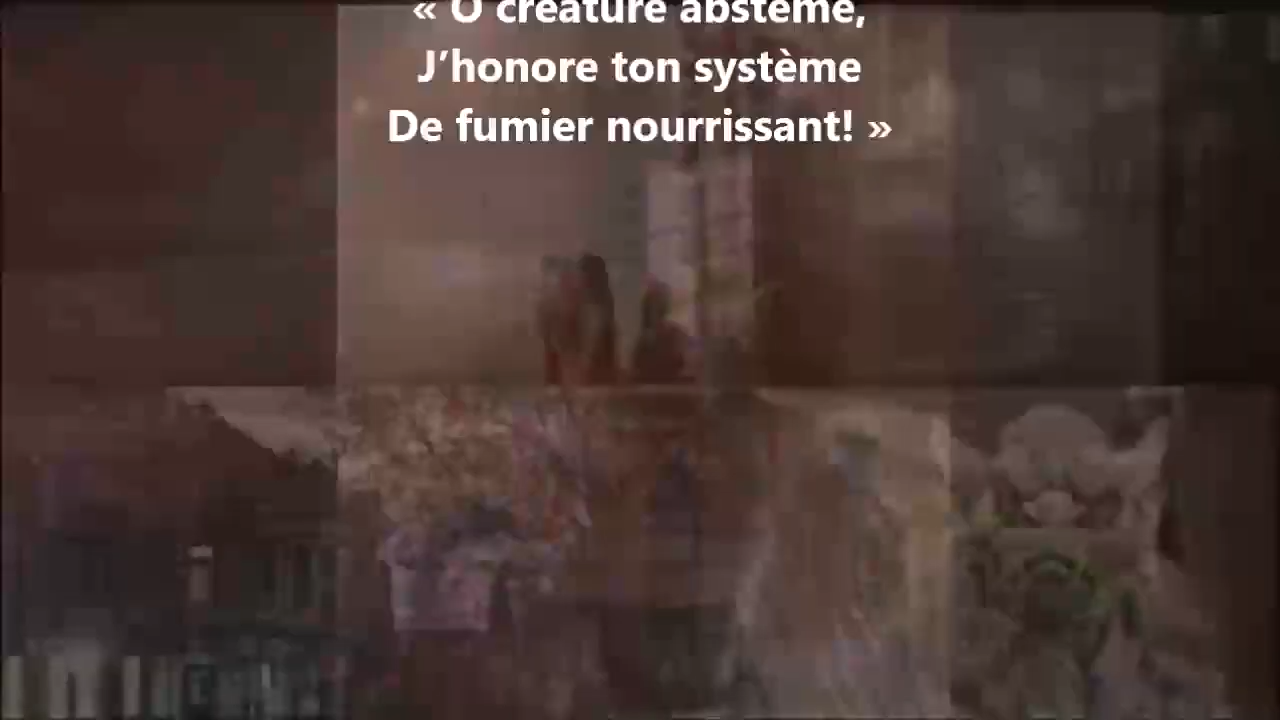 « O créature abstème,
J’honore ton système
De fumier nourrissant! »